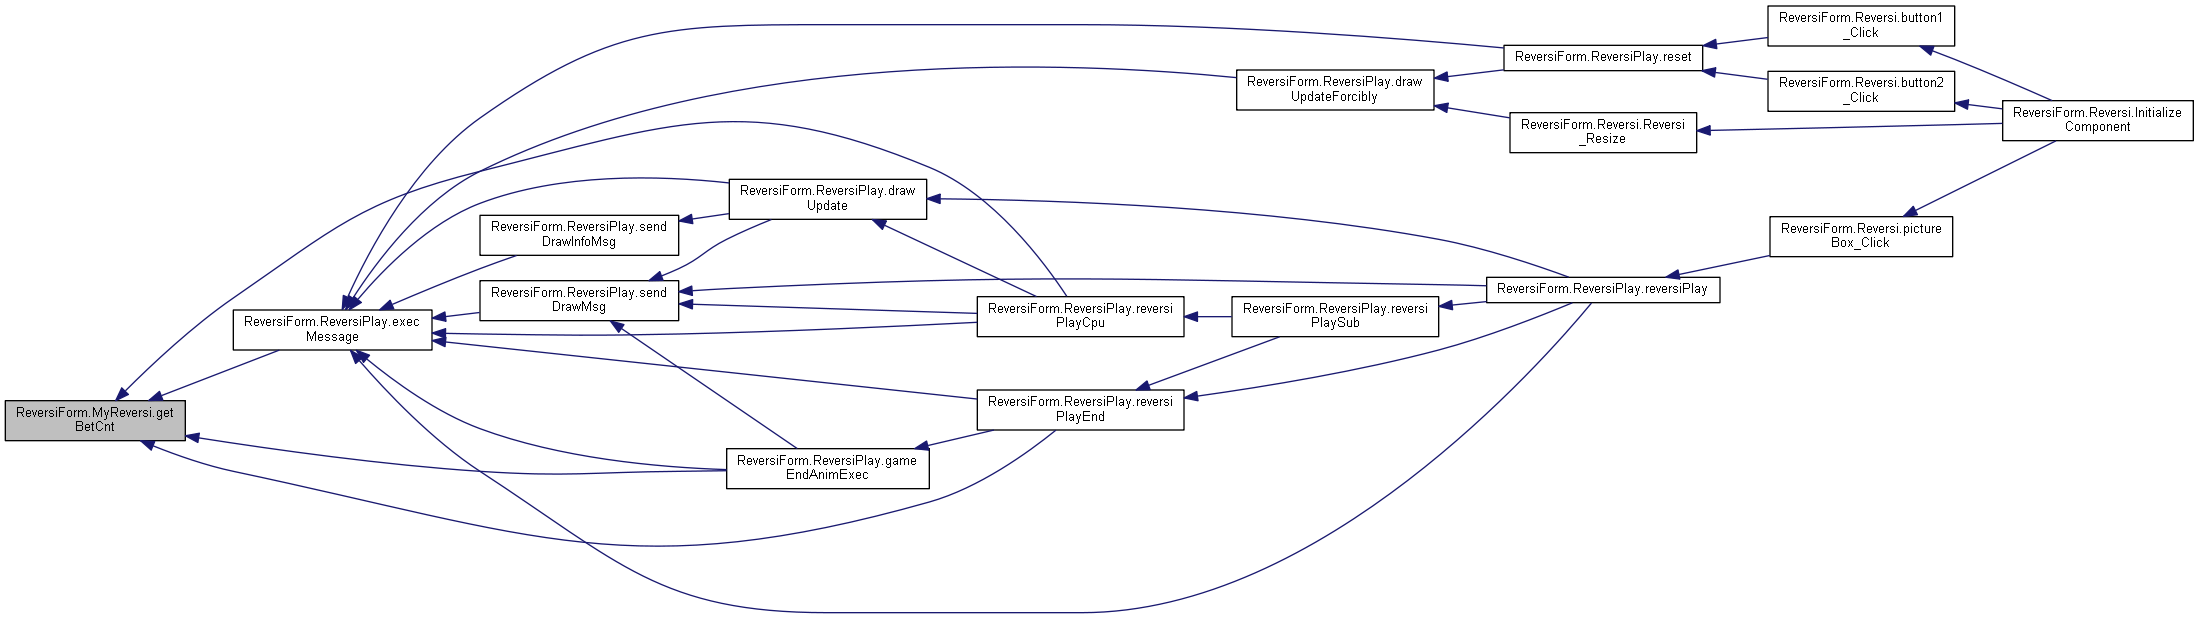 ReversiForm.MyReversi.get
BetCnt
ReversiForm.ReversiPlay.exec
Message
ReversiForm.ReversiPlay.send
DrawInfoMsg
ReversiForm.ReversiPlay.send
DrawMsg
ReversiForm.ReversiPlay.draw
Update
ReversiForm.ReversiPlay.game
EndAnimExec
ReversiForm.ReversiPlay.reversi
PlayCpu
ReversiForm.ReversiPlay.reversi
PlayEnd
ReversiForm.ReversiPlay.draw
UpdateForcibly
ReversiForm.ReversiPlay.reversi
PlaySub
ReversiForm.ReversiPlay.reset
ReversiForm.Reversi.Reversi
_Resize
ReversiForm.ReversiPlay.reversiPlay
ReversiForm.Reversi.button1
_Click
ReversiForm.Reversi.button2
_Click
ReversiForm.Reversi.picture
Box_Click
ReversiForm.Reversi.Initialize
Component